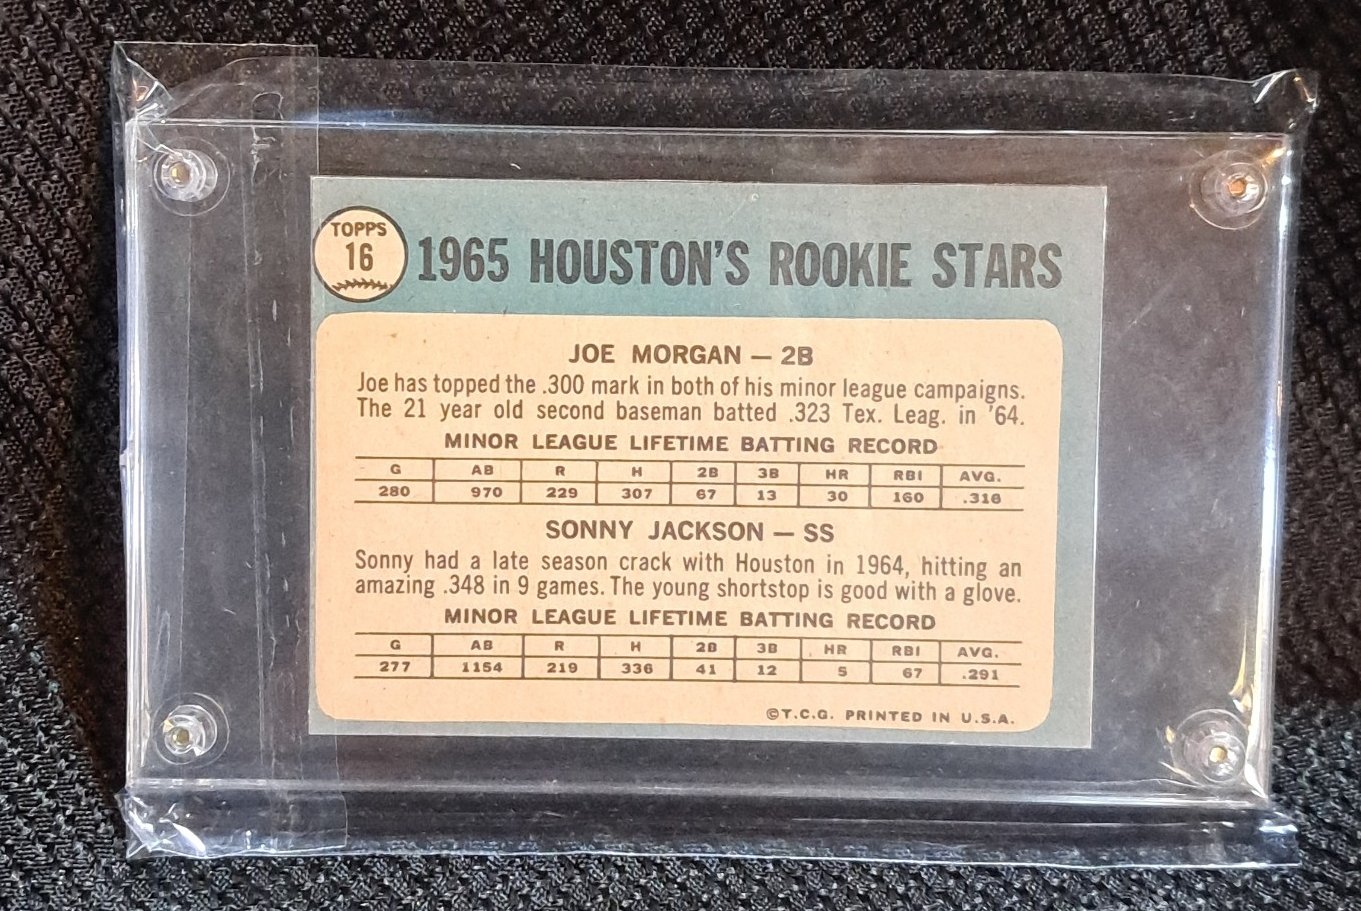 TOPPS
16
1965 HOUSTON'S ROOKIE STARS
JOE MORGAN — 2B
Joe has topped the .300 mark in both of his minor league campaigns.
The 21 year old second baseman batted .323 Tex. Leag. in '64.
MINOR LEAGUE LIFETIME BATTING RECORD
G AB R H 2B 3B HR RBI AVG.
280 970 229 307 67 13 30 160 .316
SONNY JACKSON — SS
Sonny had a late season crack with Houston in 1964, hitting an
amazing .348 in 9 games. The young shortstop is good with a glove.
MINOR LEAGUE LIFETIME BATTING RECORD
G AB R H 2B 3B HR RBI AVG.
277 1154 219 336 41 12 5 67 .291
©T.C.G. PRINTED IN U.S.A.